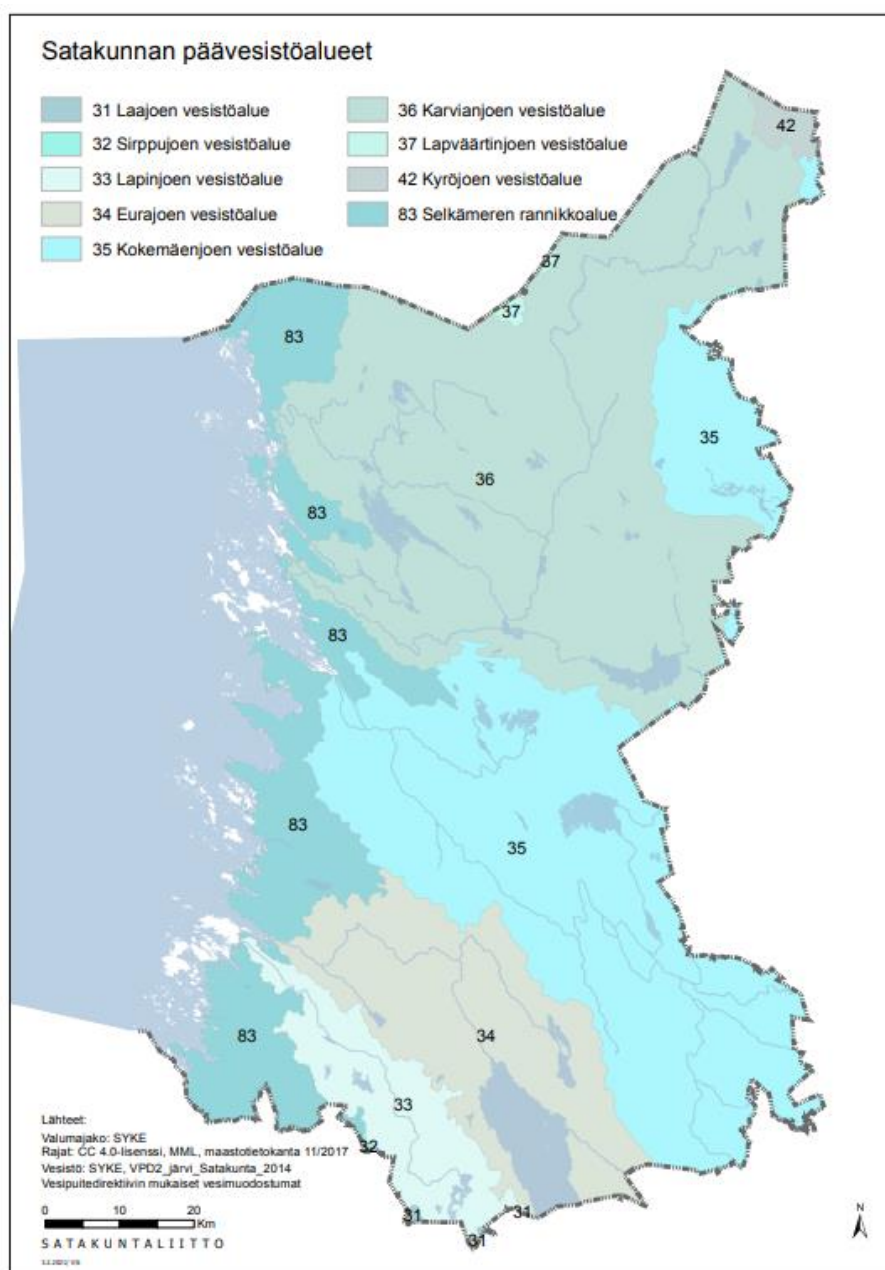 Satakunnan päävesistöalueet
31 Laajoen vesistöalue
32 Sirppujoen vesistöalue
33 Lapinjoen vesistöalue
34 Eurajoen vesistöalue
35 Kokemäenjoen vesistöalue
36 Karvianjoen vesistöalue
37 Lapväärtinjoen vesistöalue
42 Kyröjoen vesistöalue
83 Selkämeren rannikkoalue
42
37
37
83
35
36
83
83
83
35
83
34
33
32
31
31
31
Lähteet:
Valumajako: SYKE
Rajat: CC 4.0-lisenssi, MML, maastotietokanta 11/2017
Vesistö: SYKE, VPD2_järvi_Satakunta_2014
Vesipuitedirektiivin mukaiset vesimuodostumat
0 10 20
Km
SATAKUNTALIITTO
N